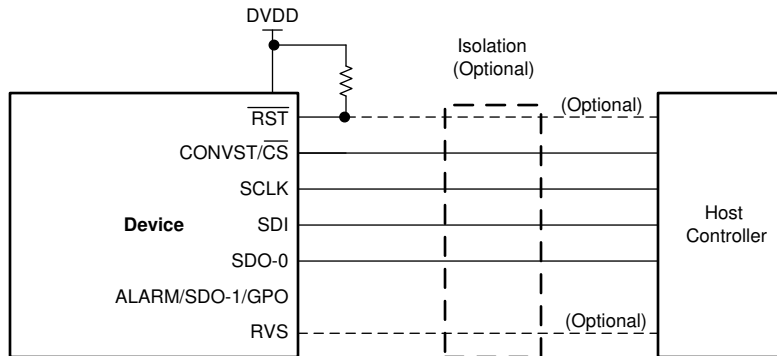 DVDD
Isolation
(Optional)
RST
(Optional)
CONVST/CS
SCLK
Device
SDI
Host
Controller
SDO-0
ALARM/SDO-1/GPO
RVS
(Optional)